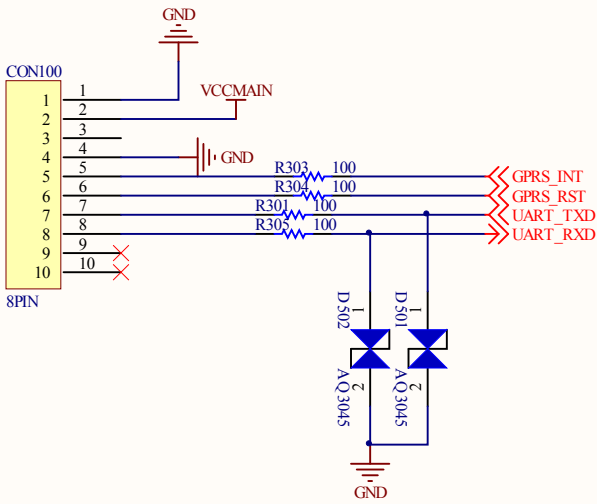 GND
CON100
VCCMAIN
1 1
2 2
3 3
4 4
GND
5 5 R303 100 GPRS_INT
6 6 R304 100 GPRS_RST
7 7 R301 100 UART_TXD
8 8 R305 100 UART_RXD
9 9
10 10
8PIN
D502 1
D501 1
AQ3045 2
AQ3045 2
GND